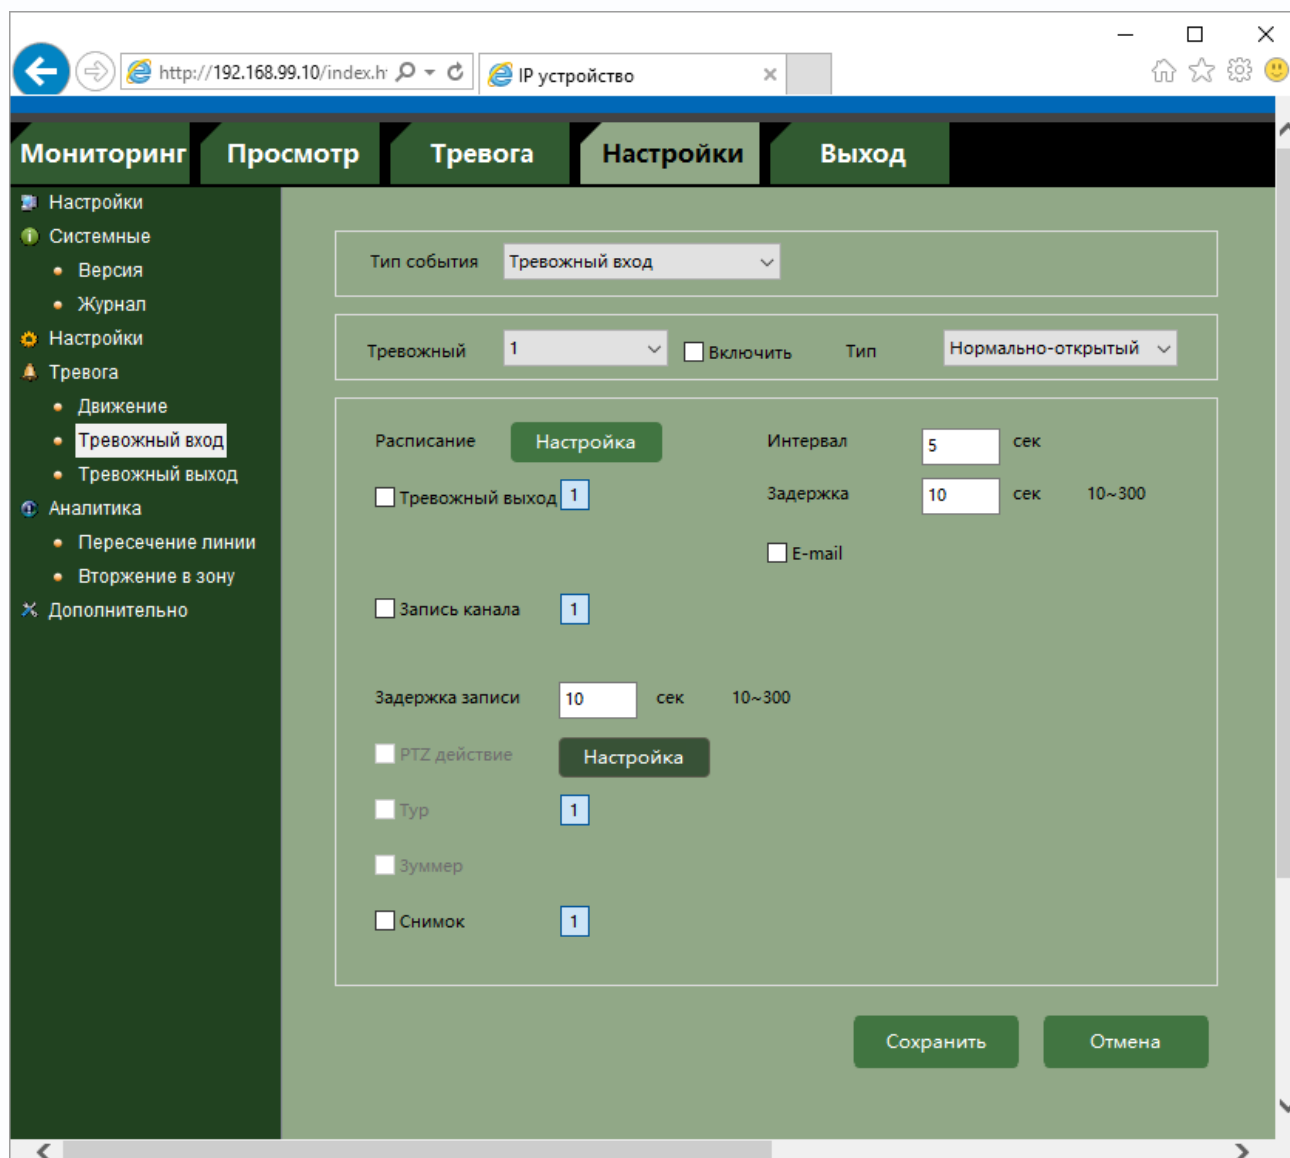 http://192.168.99.10/index.h
IP устройство
Мониторинг
Просмотр
Тревога
Настройки
Выход
Настройки
Системные
Версия
Журнал
Настройки
Тревога
Движение
Тревожный вход
Тревожный выход
Аналитика
Пересечение линии
Вторжение в зону
Дополнительно
Тип события Тревожный вход
Тревожный 1 Включить Тип Нормально-открытый
Расписание Настройка Интервал 5 сек
Тревожный выход 1 Задержка 10 сек 10~300
E-mail
Запись канала 1
Задержка записи 10 сек 10~300
PTZ действие Настройка
Тур 1
Зуммер
Снимок 1
Сохранить Отмена